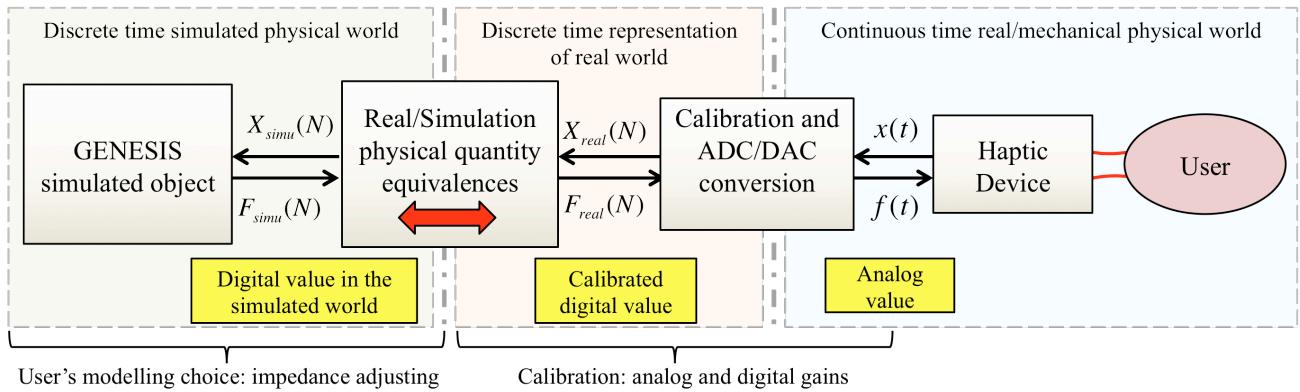 Discrete time simulated physical world
Discrete time representation
of real world
Continuous time real/mechanical physical world
GENESIS
simulated object
X_simu(N)
F_simu(N)
Real/Simulation
physical quantity
equivalences
X_real(N)
F_real(N)
Calibration and
ADC/DAC
conversion
x(t)
f(t)
Haptic
Device
User
Digital value in the
simulated world
Calibrated
digital value
Analog
value
User’s modelling choice: impedance adjusting
Calibration: analog and digital gains